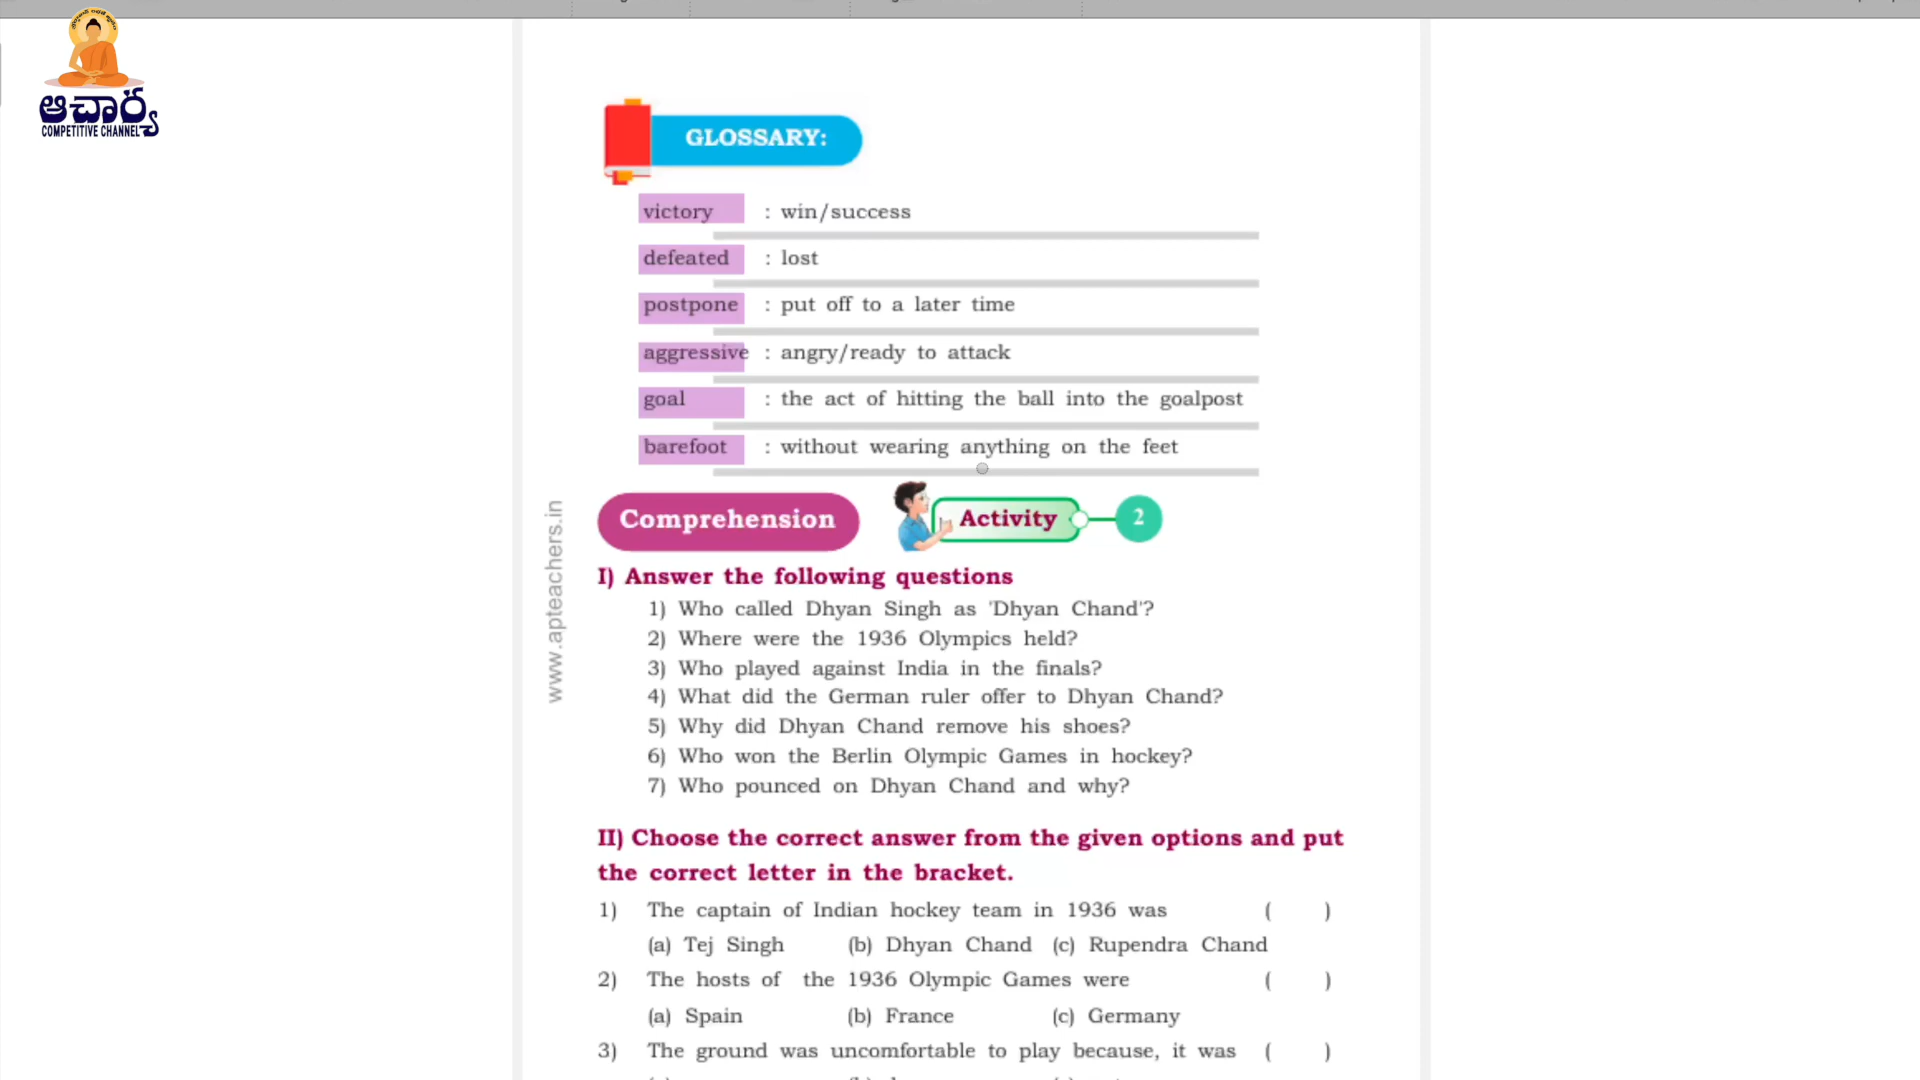 ఆచార్య
COMPETITIVE CHANNEL
GLOSSARY:
victory : win/success
defeated : lost
postpone : put off to a later time
aggressive : angry/ready to attack
goal : the act of hitting the ball into the goalpost
barefoot : without wearing anything on the feet
www.apteachers.in
Comprehension Activity 2
I) Answer the following questions
1) Who called Dhyan Singh as 'Dhyan Chand'?
2) Where were the 1936 Olympics held?
3) Who played against India in the finals?
4) What did the German ruler offer to Dhyan Chand?
5) Why did Dhyan Chand remove his shoes?
6) Who won the Berlin Olympic Games in hockey?
7) Who pounced on Dhyan Chand and why?
II) Choose the correct answer from the given options and put
the correct letter in the bracket.
1) The captain of Indian hockey team in 1936 was ( )
(a) Tej Singh (b) Dhyan Chand (c) Rupendra Chand
2) The hosts of the 1936 Olympic Games were ( )
(a) Spain (b) France (c) Germany
3) The ground was uncomfortable to play because, it was ( )